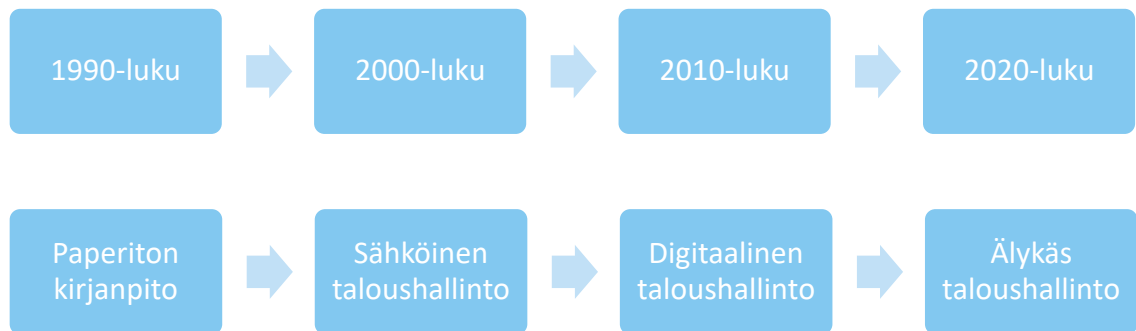 1990-luku
2000-luku
2010-luku
2020-luku
Paperiton
kirjanpito
Sähköinen
taloushallinto
Digitaalinen
taloushallinto
Älykäs
taloushallinto